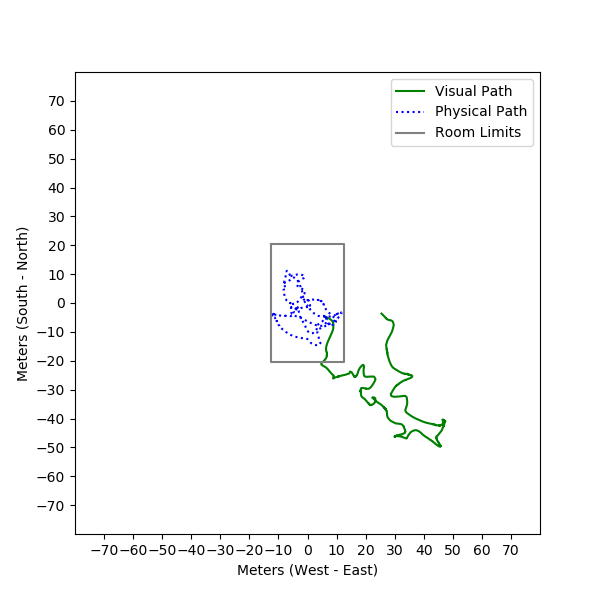 Visual Path
Physical Path
Room Limits
70
60
50
40
30
20
10
0
−10
−20
−30
−40
−50
−60
−70
Meters (South - North)
−70 −60 −50 −40 −30 −20 −10 0 10 20 30 40 50 60 70
Meters (West - East)